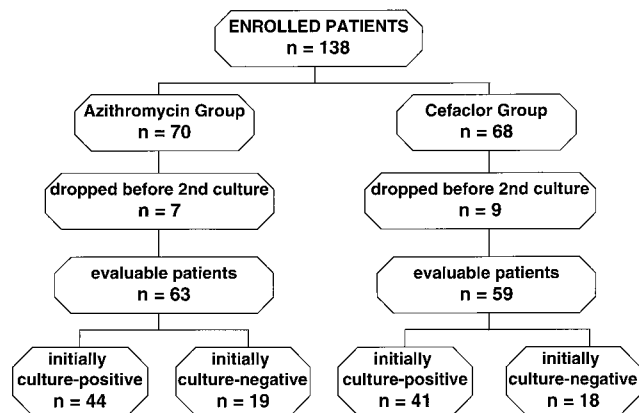 ENROLLED PATIENTS
n = 138
Azithromycin Group
n = 70
Cefaclor Group
n = 68
dropped before 2nd culture
n = 7
dropped before 2nd culture
n = 9
evaluable patients
n = 63
evaluable patients
n = 59
initially
culture-positive
n = 44
initially
culture-negative
n = 19
initially
culture-positive
n = 41
initially
culture-negative
n = 18